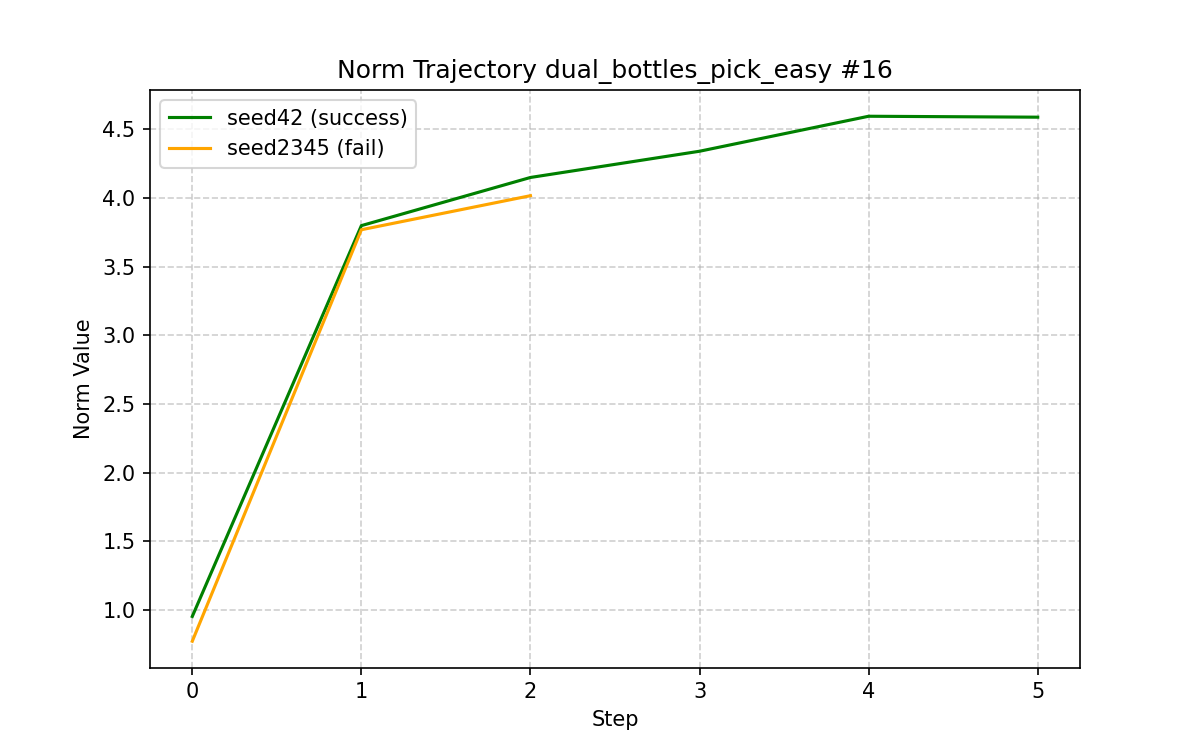 Norm Trajectory dual_bottles_pick_easy #16
seed42 (success)
seed2345 (fail)
4.5
4.0
3.5
3.0
2.5
2.0
1.5
1.0
Norm Value
0 1 2 3 4 5
Step